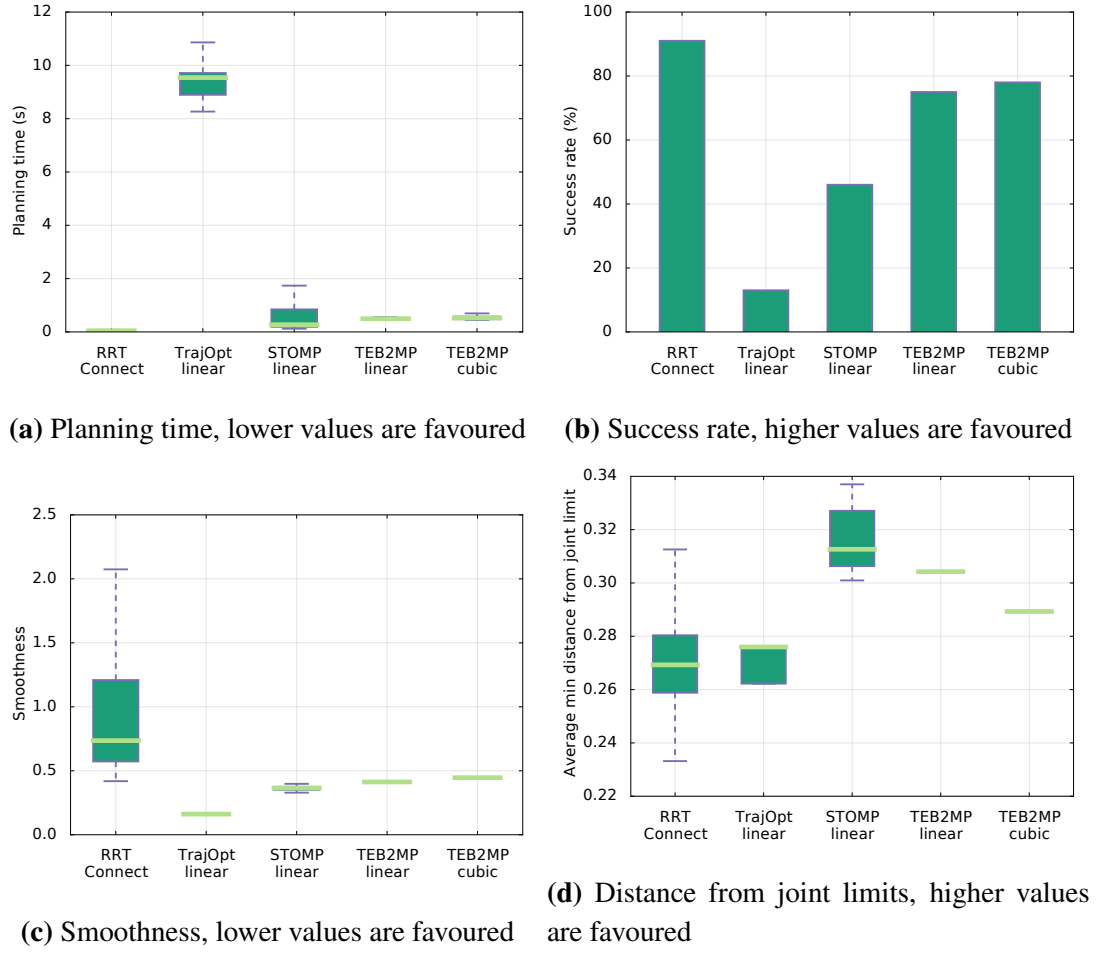 12
10
8
6
4
2
0
Planning time (s)
RRT Connect
TrajOpt linear
STOMP linear
TEB2MP linear
TEB2MP cubic
(a) Planning time, lower values are favoured
100
80
60
40
20
0
Success rate (%)
RRT Connect
TrajOpt linear
STOMP linear
TEB2MP linear
TEB2MP cubic
(b) Success rate, higher values are favoured
2.5
2.0
1.5
1.0
0.5
0.0
Smoothness
RRT Connect
TrajOpt linear
STOMP linear
TEB2MP linear
TEB2MP cubic
(c) Smoothness, lower values are favoured
0.34
0.32
0.30
0.28
0.26
0.24
0.22
Average min distance from joint limit
RRT Connect
TrajOpt linear
STOMP linear
TEB2MP linear
TEB2MP cubic
(d) Distance from joint limits, higher values
are favoured